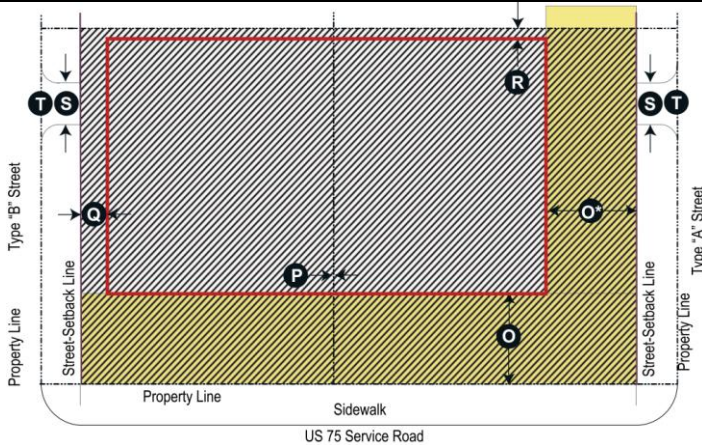 R
T S
S T
Type "B" Street
Q
O*
Type "A" Street
P
Street-Setback Line
Street-Setback Line
Property Line
Property Line
O
Property Line
Sidewalk
US 75 Service Road